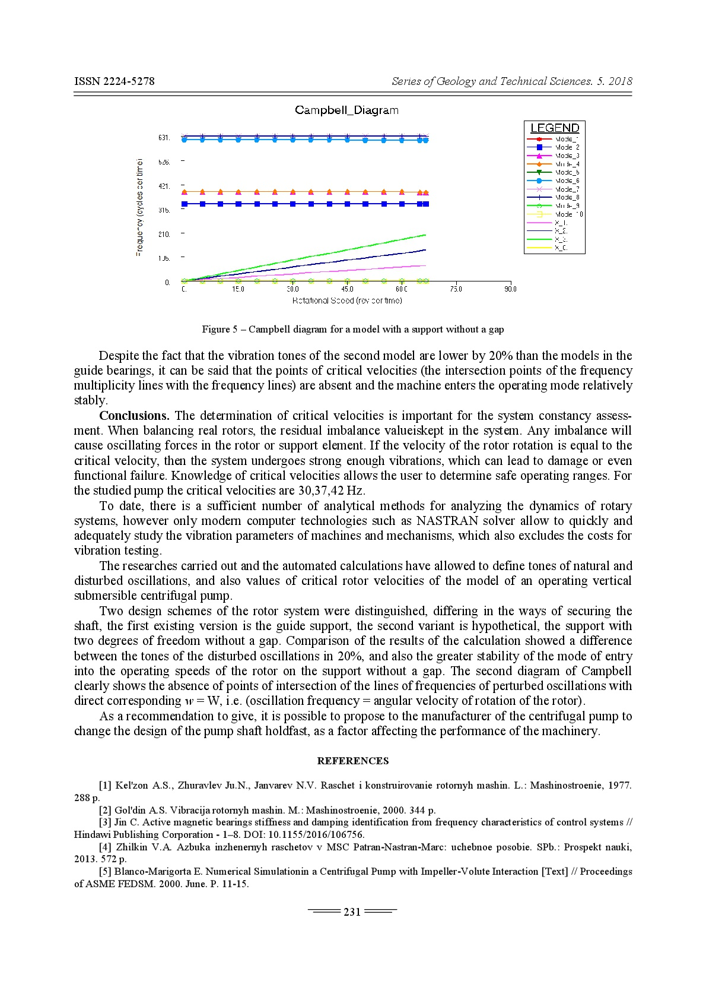 ISSN 2224-5278 Series of Geology and Technical Sciences. 5. 2018
Campbell_Diagram
LEGEND
Mode_1
Mode_2
Mode_3
Mode_4
Mode_5
Mode_6
Mode_7
Mode_8
Mode_9
Mode_10
X_1.
X_2.
X_3.
X_0.
Frequency (cycles per time)
631.
526.
421.
315.
210.
105.
0.
0. 15.0 30.0 45.0 60.0 75.0 90.0
Rotational Speed (rev per time)
Figure 5 – Campbell diagram for a model with a support without a gap
Despite the fact that the vibration tones of the second model are lower by 20% than the models in the
guide bearings, it can be said that the points of critical velocities (the intersection points of the frequency
multiplicity lines with the frequency lines) are absent and the machine enters the operating mode relatively
stably.
Conclusions. The determination of critical velocities is important for the system constancy assess-
ment. When balancing real rotors, the residual imbalance valueiskept in the system. Any imbalance will
cause oscillating forces in the rotor or support element. If the velocity of the rotor rotation is equal to the
critical velocity, then the system undergoes strong enough vibrations, which can lead to damage or even
functional failure. Knowledge of critical velocities allows the user to determine safe operating ranges. For
the studied pump the critical velocities are 30,37,42 Hz.
To date, there is a sufficient number of analytical methods for analyzing the dynamics of rotary
systems, however only modern computer technologies such as NASTRAN solver allow to quickly and
adequately study the vibration parameters of machines and mechanisms, which also excludes the costs for
vibration testing.
The researches carried out and the automated calculations have allowed to define tones of natural and
disturbed oscillations, and also values of critical rotor velocities of the model of an operating vertical
submersible centrifugal pump.
Two design schemes of the rotor system were distinguished, differing in the ways of securing the
shaft, the first existing version is the guide support, the second variant is hypothetical, the support with
two degrees of freedom without a gap. Comparison of the results of the calculation showed a difference
between the tones of the disturbed oscillations in 20%, and also the greater stability of the mode of entry
into the operating speeds of the rotor on the support without a gap. The second diagram of Campbell
clearly shows the absence of points of intersection of the lines of frequencies of perturbed oscillations with
direct corresponding w = W, i.e. (oscillation frequency = angular velocity of rotation of the rotor).
As a recommendation to give, it is possible to propose to the manufacturer of the centrifugal pump to
change the design of the pump shaft holdfast, as a factor affecting the performance of the machinery.
REFERENCES
[1] Kel'zon A.S., Zhuravlev Ju.N., Janvarev N.V. Raschet i konstruirovanie rotornyh mashin. L.: Mashinostroenie, 1977.
288 p.
[2] Gol'din A.S. Vibracija rotornyh mashin. M.: Mashinostroenie, 2000. 344 p.
[3] Jin C. Active magnetic bearings stiffness and damping identification from frequency characteristics of control systems //
Hindawi Publishing Corporation - 1–8. DOI: 10.1155/2016/106756.
[4] Zhilkin V.A. Azbuka inzhenernyh raschetov v MSC Patran-Nastran-Marc: uchebnoe posobie. SPb.: Prospekt nauki,
2013. 572 p.
[5] Blanco-Marigorta E. Numerical Simulationin a Centrifugal Pump with Impeller-Volute Interaction [Text] // Proceedings
of ASME FEDSM. 2000. June. P. 11-15.
231